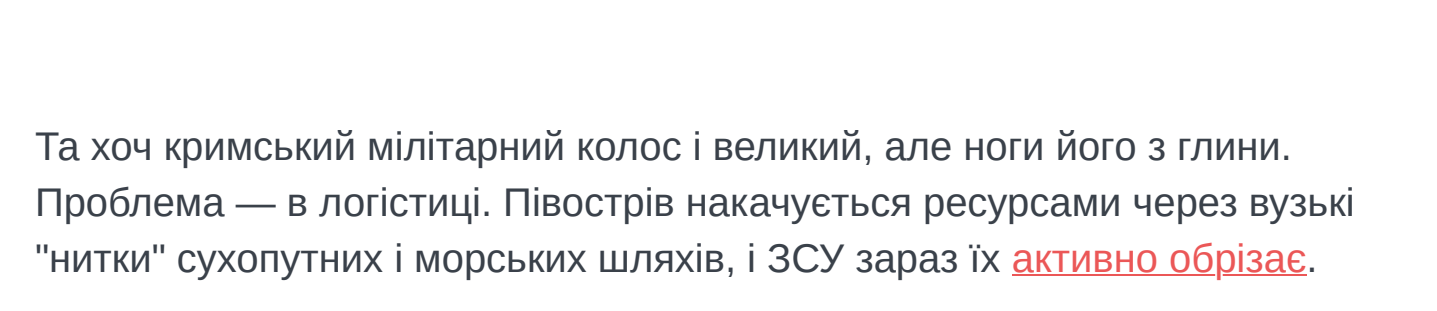 Та хоч кримський мілітарний колос і великий, але ноги його з глини.
Проблема — в логістиці. Півострів накачується ресурсами через вузькі
"нитки" сухопутних і морських шляхів, і ЗСУ зараз їх активно обрізає.